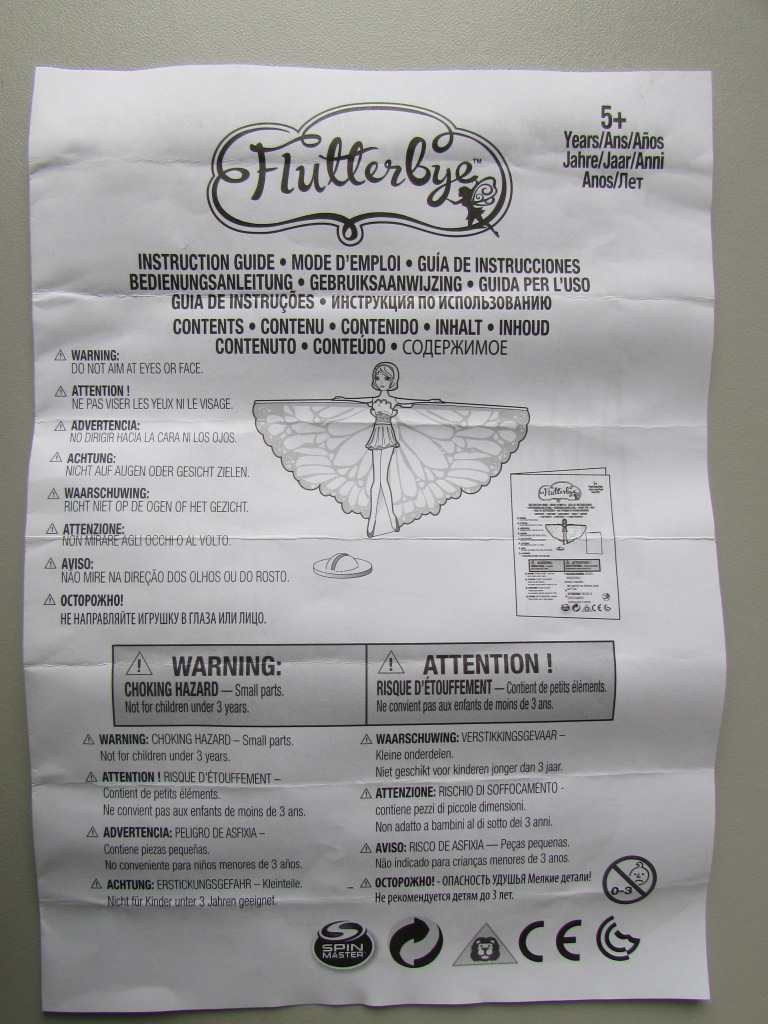 Flutterbye™
5+
Years/Ans/Años
Jahre/Jaar/Anni
Anos/Лет
INSTRUCTION GUIDE • MODE D'EMPLOI • GUÍA DE INSTRUCCIONES
BEDIENUNGSANLEITUNG • GEBRUIKSAANWIJZING • GUIDA PER L'USO
GUIA DE INSTRUÇÕES • ИНСТРУКЦИЯ ПО ИСПОЛЬЗОВАНИЮ
CONTENTS • CONTENU • CONTENIDO • INHALT • INHOUD
CONTENUTO • CONTEÚDO • СОДЕРЖИМОЕ
⚠ WARNING:
DO NOT AIM AT EYES OR FACE.
⚠ ATTENTION !
NE PAS VISER LES YEUX NI LE VISAGE.
⚠ ADVERTENCIA:
NO DIRIGIR HACIA LA CARA NI LOS OJOS.
⚠ ACHTUNG:
NICHT AUF AUGEN ODER GESICHT ZIELEN.
⚠ WAARSCHUWING:
RICHT NIET OP DE OGEN OF HET GEZICHT.
⚠ ATTENZIONE:
NON MIRARE AGLI OCCHI O AL VOLTO.
⚠ AVISO:
NÃO MIRE NA DIREÇÃO DOS OLHOS OU DO ROSTO.
⚠ ОСТОРОЖНО!
НЕ НАПРАВЛЯЙТЕ ИГРУШКУ В ГЛАЗА ИЛИ ЛИЦО.
Flutterbye
⚠ WARNING:
CHOKING HAZARD — Small parts.
Not for children under 3 years.
⚠ ATTENTION !
RISQUE D'ÉTOUFFEMENT — Contient de petits éléments.
Ne convient pas aux enfants de moins de 3 ans.
⚠ WARNING: CHOKING HAZARD – Small parts.
Not for children under 3 years.
⚠ ATTENTION ! RISQUE D'ÉTOUFFEMENT –
Contient de petits éléments.
Ne convient pas aux enfants de moins de 3 ans.
⚠ ADVERTENCIA: PELIGRO DE ASFIXIA –
Contiene piezas pequeñas.
No conveniente para niños menores de 3 años.
⚠ ACHTUNG: ERSTICKUNGSGEFAHR – Kleinteile.
Nicht für Kinder unter 3 Jahren geeignet.
⚠ WAARSCHUWING: VERSTIKKINGSGEVAAR –
Kleine onderdelen.
Niet geschikt voor kinderen jonger dan 3 jaar.
⚠ ATTENZIONE: RISCHIO DI SOFFOCAMENTO -
contiene pezzi di piccole dimensioni.
Non adatto a bambini al di sotto dei 3 anni.
⚠ AVISO: RISCO DE ASFIXIA — Peças pequenas.
Não indicado para crianças menores de 3 anos.
⚠ ОСТОРОЖНО! - ОПАСНОСТЬ УДУШЬЯ Мелкие детали!
Не рекомендуется детям до 3 лет.
0-3
SPIN
MASTER
CE